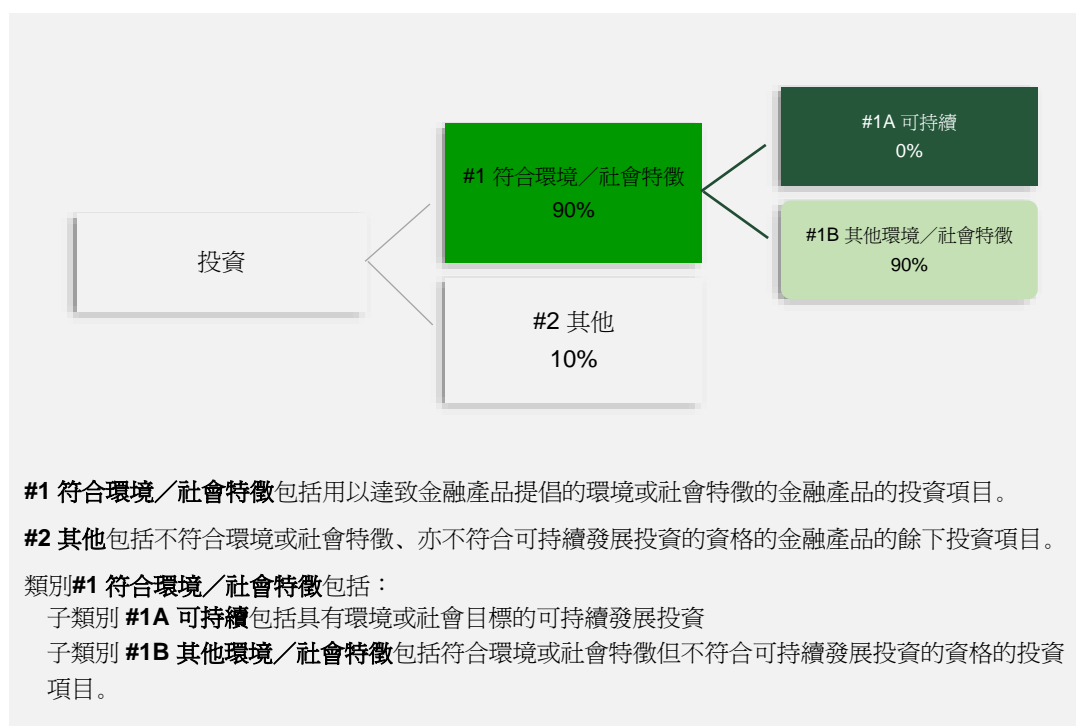 投資
#1 符合環境／社會特徵
90%
#2 其他
10%
#1A 可持續
0%
#1B 其他環境／社會特徵
90%
#1 符合環境／社會特徵包括用以達致金融產品提倡的環境或社會特徵的金融產品的投資項目。
#2 其他包括不符合環境或社會特徵、亦不符合可持續發展投資的資格的金融產品的餘下投資項目。
類別#1 符合環境／社會特徵包括：
子類別 #1A 可持續包括具有環境或社會目標的可持續發展投資
子類別 #1B 其他環境／社會特徵包括符合環境或社會特徵但不符合可持續發展投資的資格的投資
項目。